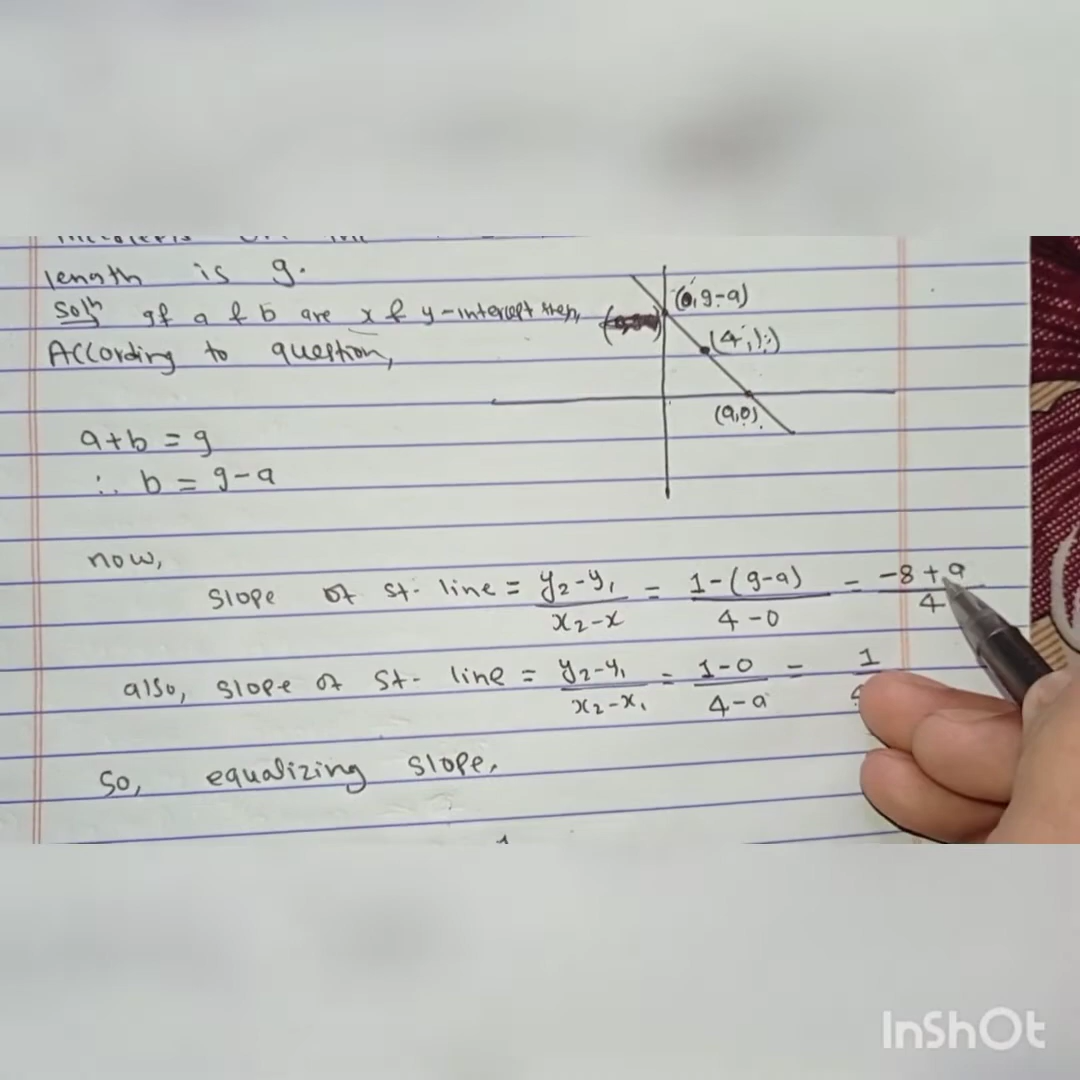 length is 9.
Solⁿ If a & b are x & y-intercept then,
According to question,
(0,9-a)
(4,1)
(a,0)
a+b = 9
∴ b = 9-a
now,
slope of st. line = y₂-y₁/x₂-x = 1-(9-a)/4-0 = -8+a/4
also, slope of st. line = y₂-y₁/x₂-x₁ = 1-0/4-a = 1
So, equalizing slope,
InShOt